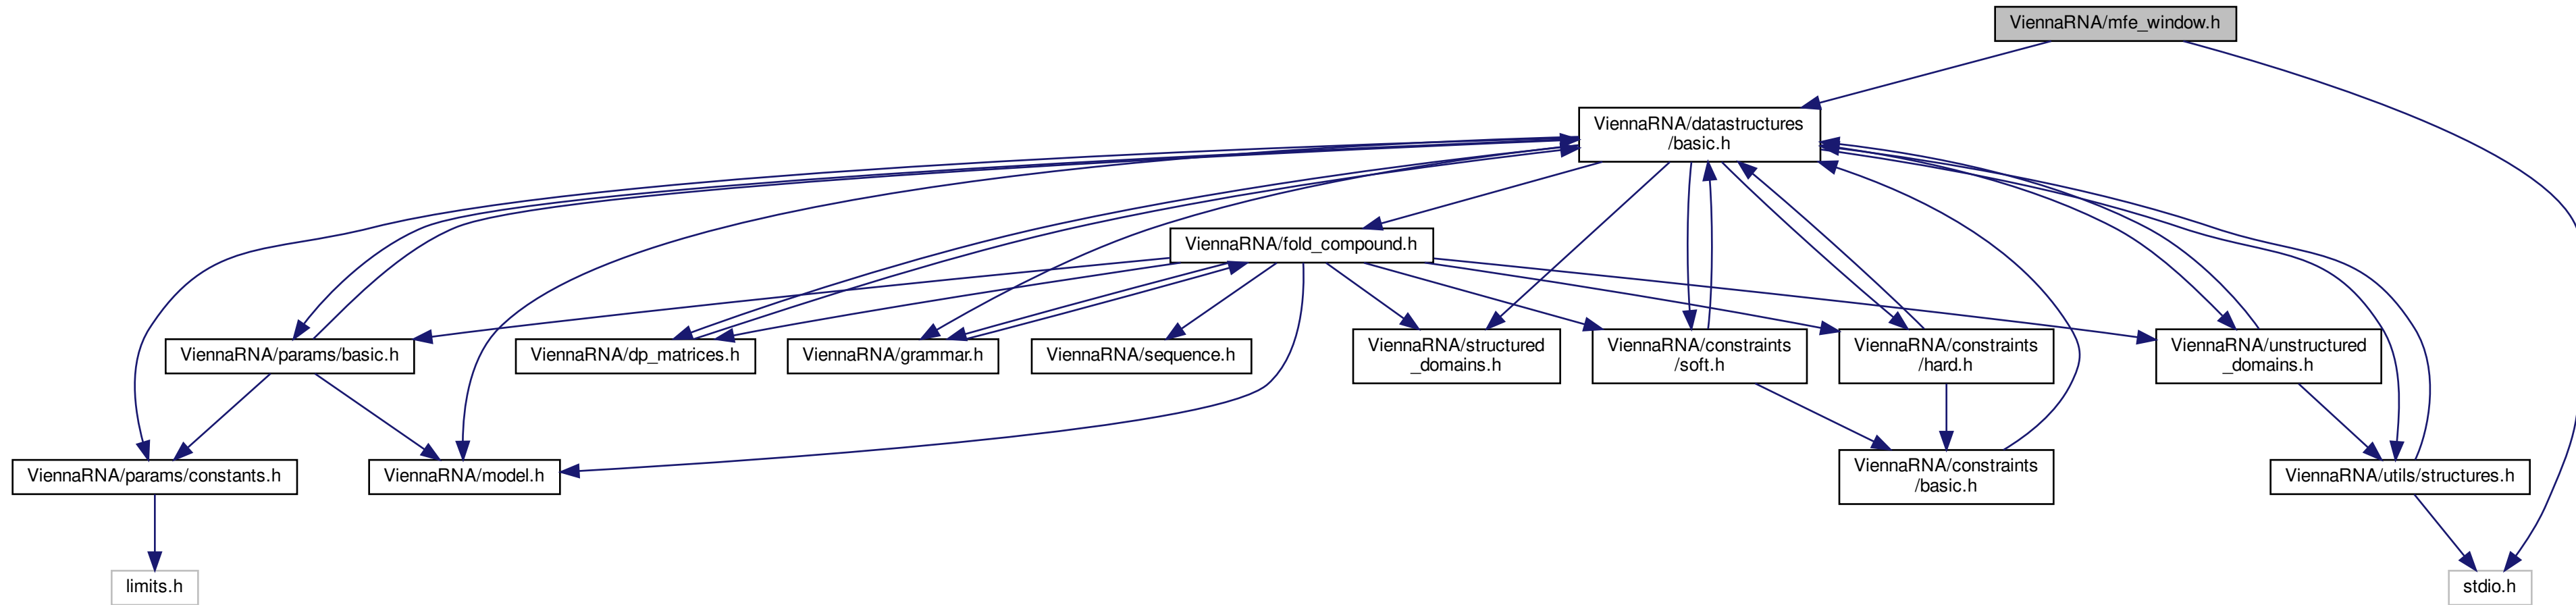 ViennaRNA/mfe_window.h
ViennaRNA/datastructures
/basic.h
ViennaRNA/fold_compound.h
ViennaRNA/params/basic.h
ViennaRNA/dp_matrices.h
ViennaRNA/grammar.h
ViennaRNA/sequence.h
ViennaRNA/structured
_domains.h
ViennaRNA/constraints
/soft.h
ViennaRNA/constraints
/hard.h
ViennaRNA/unstructured
_domains.h
ViennaRNA/params/constants.h
ViennaRNA/model.h
ViennaRNA/constraints
/basic.h
ViennaRNA/utils/structures.h
limits.h
stdio.h